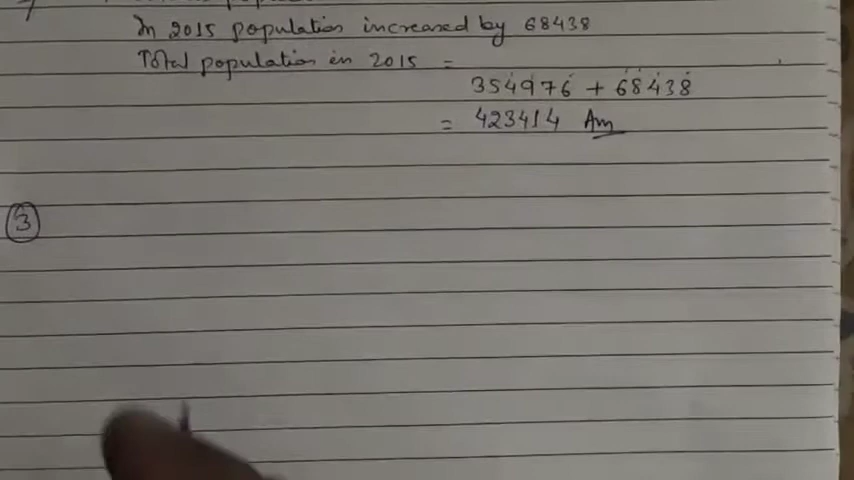 In 2015 population increased by 68438
Total population in 2015 =
354976 + 68438
= 423414 Ans
3